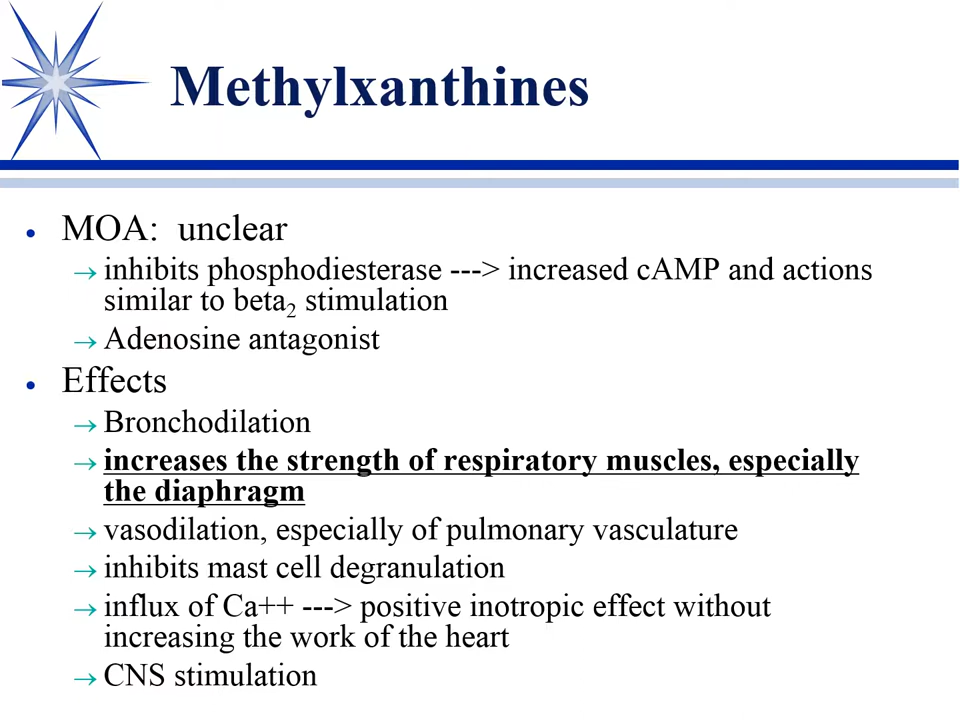 Methylxanthines
• MOA:  unclear
→ inhibits phosphodiesterase ---> increased cAMP and actions
similar to beta₂ stimulation
→ Adenosine antagonist
• Effects
→ Bronchodilation
→ increases the strength of respiratory muscles, especially
the diaphragm
→ vasodilation, especially of pulmonary vasculature
→ inhibits mast cell degranulation
→ influx of Ca++ ---> positive inotropic effect without
increasing the work of the heart
→ CNS stimulation